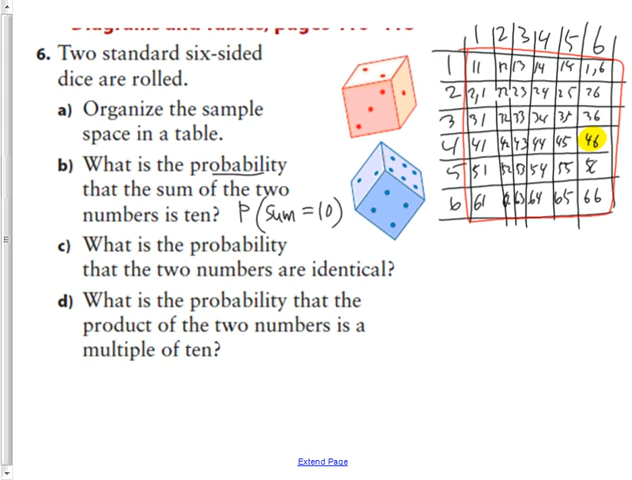 6. Two standard six-sided
dice are rolled.
a) Organize the sample
space in a table.
b) What is the probability
that the sum of the two
numbers is ten? P(sum = 10)
c) What is the probability
that the two numbers are identical?
d) What is the probability that the
product of the two numbers is a
multiple of ten?
1 2 3 4 5 6
1 11 12 13 14 1,6
2 2,1 22 23 24 25 26
3 31 32 33 34 35 36
4 41 42 43 44 45 46
5 51 52 53 54 55
6 61 63 64 65 66
Extend Page